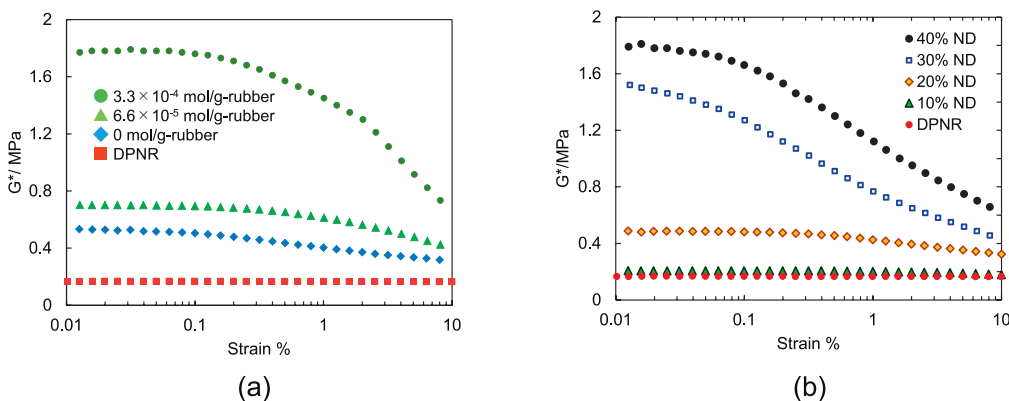 2
1.6
1.2
0.8
0.4
0
G*/ MPa
3.3×10-4 mol/g-rubber
6.6×10-5 mol/g-rubber
0 mol/g-rubber
DPNR
0.01
0.1
1
10
Strain %
(a)
2
1.6
1.2
0.8
0.4
0
G*/MPa
40% ND
30% ND
20% ND
10% ND
DPNR
0.01
0.1
1
10
Strain %
(b)